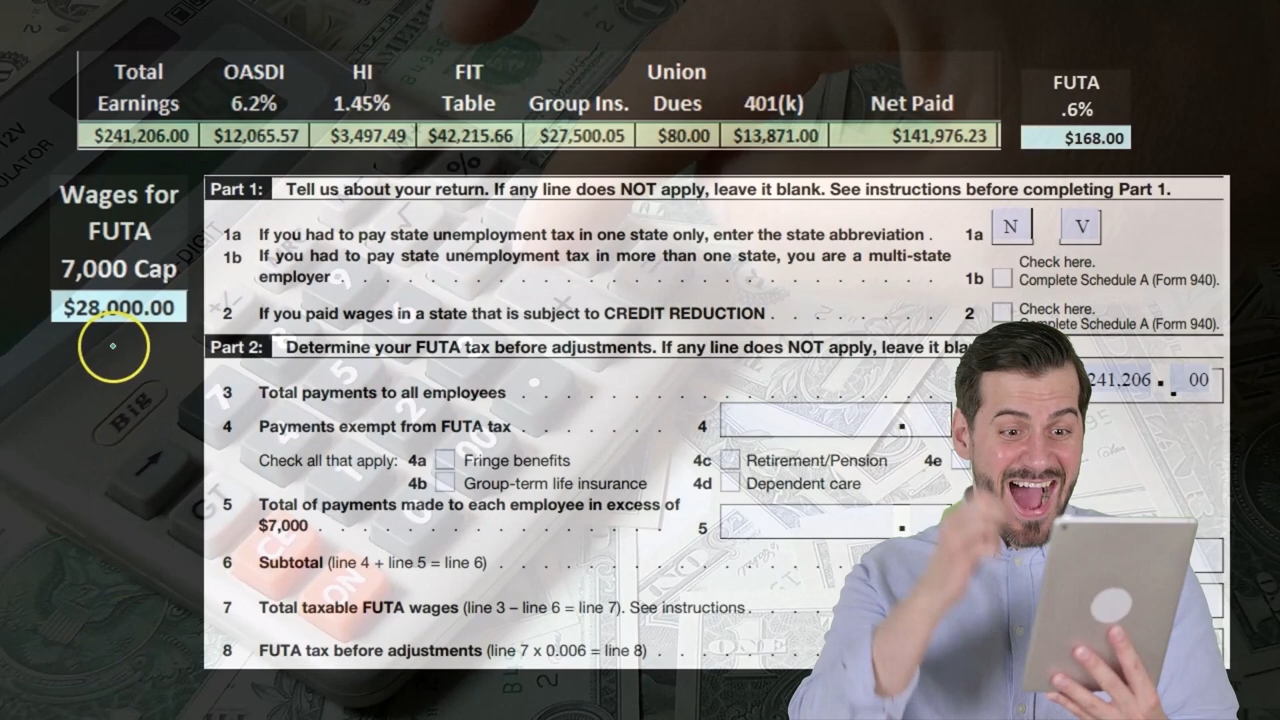 Total OASDI HI FIT Union
Earnings 6.2% 1.45% Table Group Ins. Dues 401(k) Net Paid
$241,206.00 $12,065.57 $3,497.49 $42,215.66 $27,500.05 $80.00 $13,871.00 $141,976.23
FUTA
.6%
$168.00
Wages for
FUTA
7,000 Cap
$28,000.00
Part 1: Tell us about your return. If any line does NOT apply, leave it blank. See instructions before completing Part 1.
1a If you had to pay state unemployment tax in one state only, enter the state abbreviation . 1a N V
1b If you had to pay state unemployment tax in more than one state, you are a multi-state
employer . . . . . . . . . . . . . . . . . . . . 1b Check here.
Complete Schedule A (Form 940).
2 If you paid wages in a state that is subject to CREDIT REDUCTION . . . . . . . 2 Check here.
Complete Schedule A (Form 940).
Part 2: Determine your FUTA tax before adjustments. If any line does NOT apply, leave it
3 Total payments to all employees . . . . . . . . . . . . . 241,206 . 00
4 Payments exempt from FUTA tax . . . . . . . 4 .
Check all that apply: 4a Fringe benefits 4c Retirement/Pension 4e
4b Group-term life insurance 4d Dependent care
5 Total of payments made to each employee in excess of
$7,000 . . . . . . . . . . . . . . . 5 .
6 Subtotal (line 4 + line 5 = line 6) . . . . . . . . . . . .
7 Total taxable FUTA wages (line 3 – line 6 = line 7). See instructions . . . .
8 FUTA tax before adjustments (line 7 x 0.006 = line 8) . . . . . . .
Big
GT
CE
ON